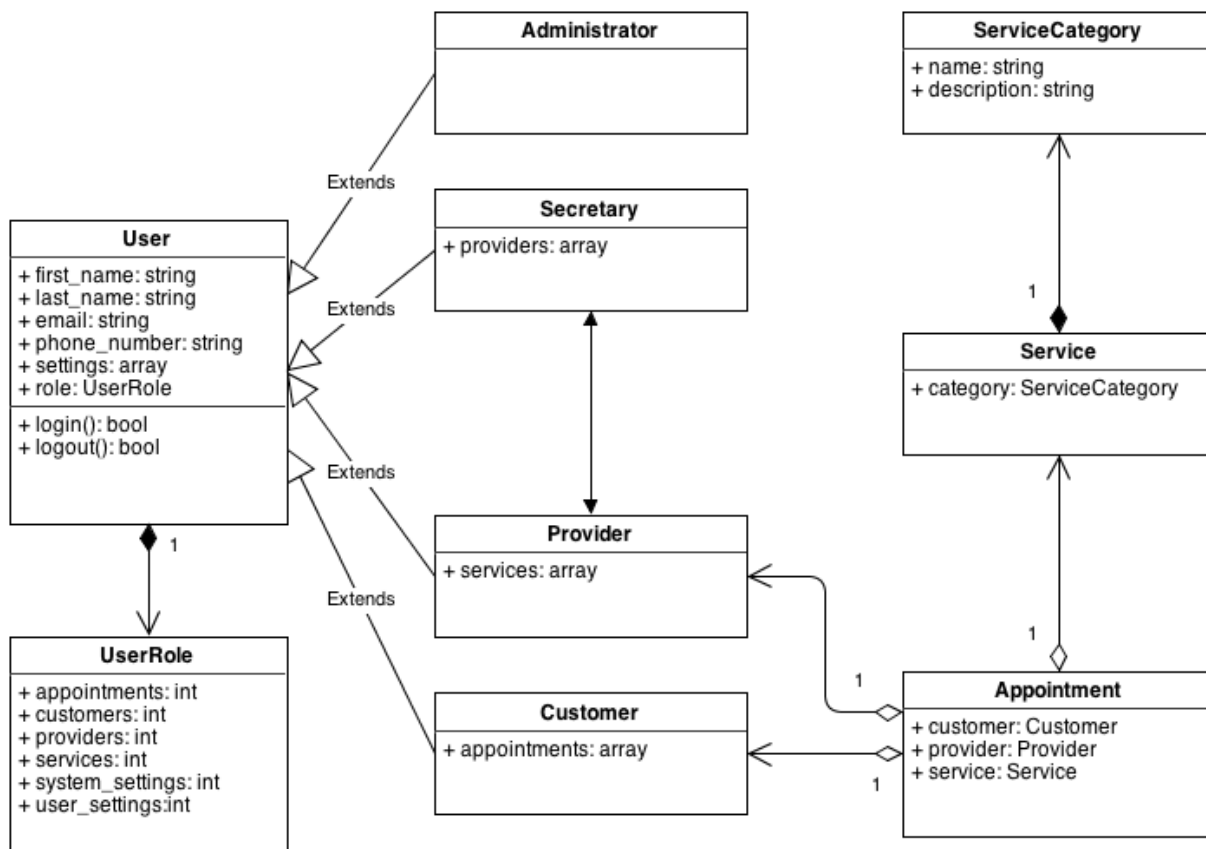 Administrator
ServiceCategory
+ name: string
+ description: string
Extends
Secretary
+ providers: array
User
+ first_name: string
+ last_name: string
+ email: string
+ phone_number: string
+ settings: array
+ role: UserRole
+ login(): bool
+ logout(): bool
Extends
1
Service
+ category: ServiceCategory
Extends
Provider
+ services: array
1
Extends
1
UserRole
+ appointments: int
+ customers: int
+ providers: int
+ services: int
+ system_settings: int
+ user_settings:int
Customer
+ appointments: array
1
Appointment
+ customer: Customer
+ provider: Provider
+ service: Service
1